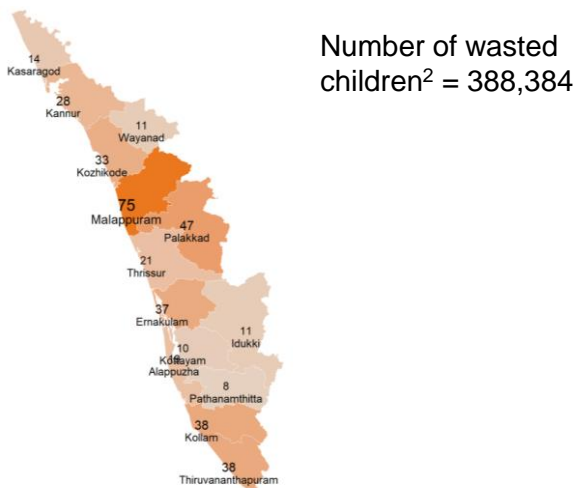 Number of wasted
children² = 388,384
14
Kasaragod
28
Kannur
11
Wayanad
33
Kozhikode
75
Malappuram
47
Palakkad
21
Thrissur
37
Ernakulam
11
Idukki
10
Kottayam
Alappuzha
8
Pathanamthitta
38
Kollam
38
Thiruvananthapuram